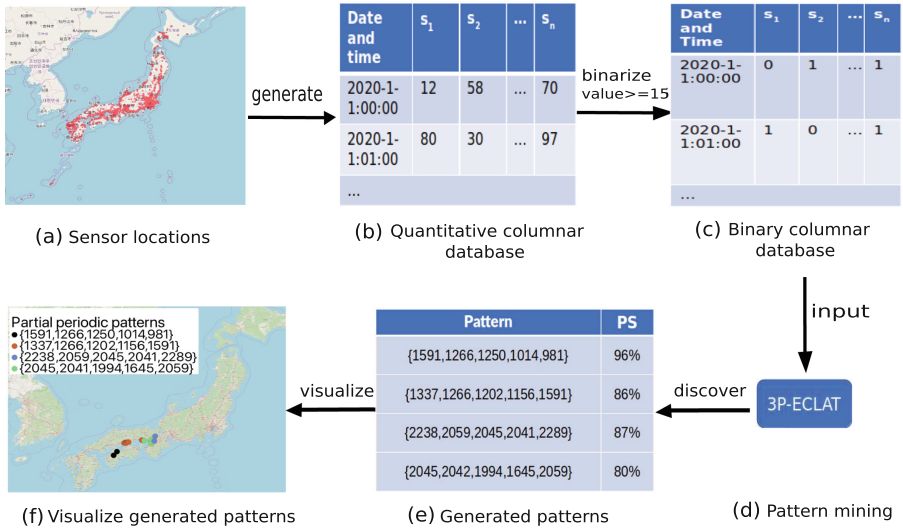 generate
Date and time s1 s2 ... sn
2020-1-1:00:00 12 58 ... 70
2020-1-1:01:00 80 30 ... 97
...
binarize
value>=15
Date and Time s1 s2 ... sn
2020-1-1:00:00 0 1 ... 1
2020-1-1:01:00 1 0 ... 1
...
(a) Sensor locations
(b) Quantitative columnar
database
(c) Binary columnar
database
input
3P-ECLAT
(d) Pattern mining
discover
Pattern PS
{1591,1266,1250,1014,981} 96%
{1337,1266,1202,1156,1591} 86%
{2238,2059,2045,2041,2289} 87%
{2045,2042,1994,1645,2059} 80%
(e) Generated patterns
visualize
Partial periodic patterns
{1591,1266,1250,1014,981}
{1337,1266,1202,1156,1591}
{2238,2059,2045,2041,2289}
{2045,2041,1994,1645,2059}
(f) Visualize generated patterns